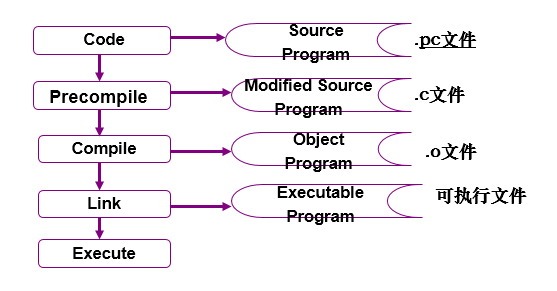 Code
Source
Program
.pc文件
Precompile
Modified Source
Program
.c文件
Compile
Object
Program
.o文件
Link
Executable
Program
可执行文件
Execute